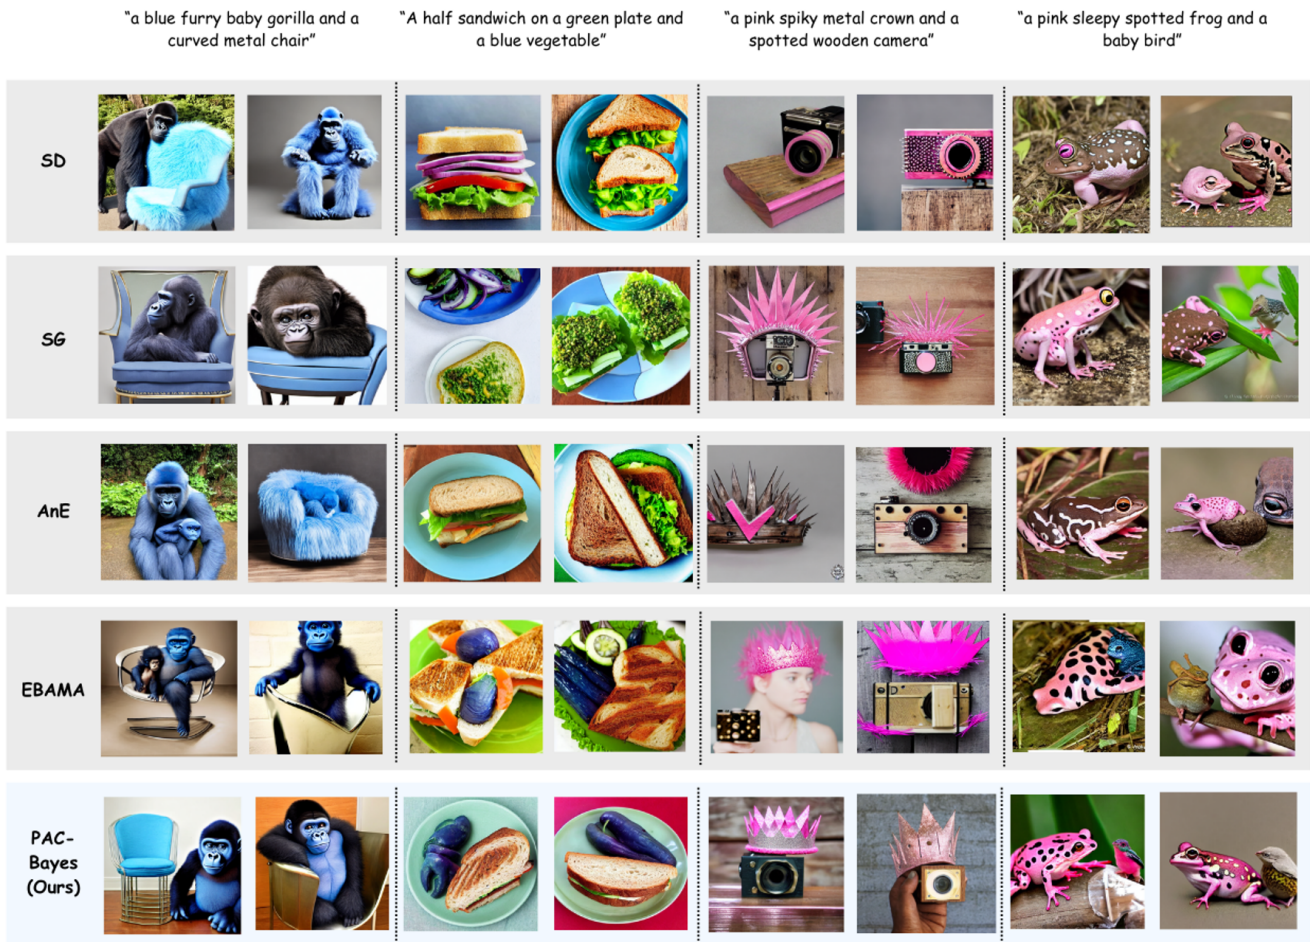 “a blue furry baby gorilla and a
curved metal chair”
“A half sandwich on a green plate and
a blue vegetable”
“a pink spiky metal crown and a
spotted wooden camera”
“a pink sleepy spotted frog and a
baby bird”
SD
SG
AnE
EBAMA
PAC-
Bayes
(Ours)